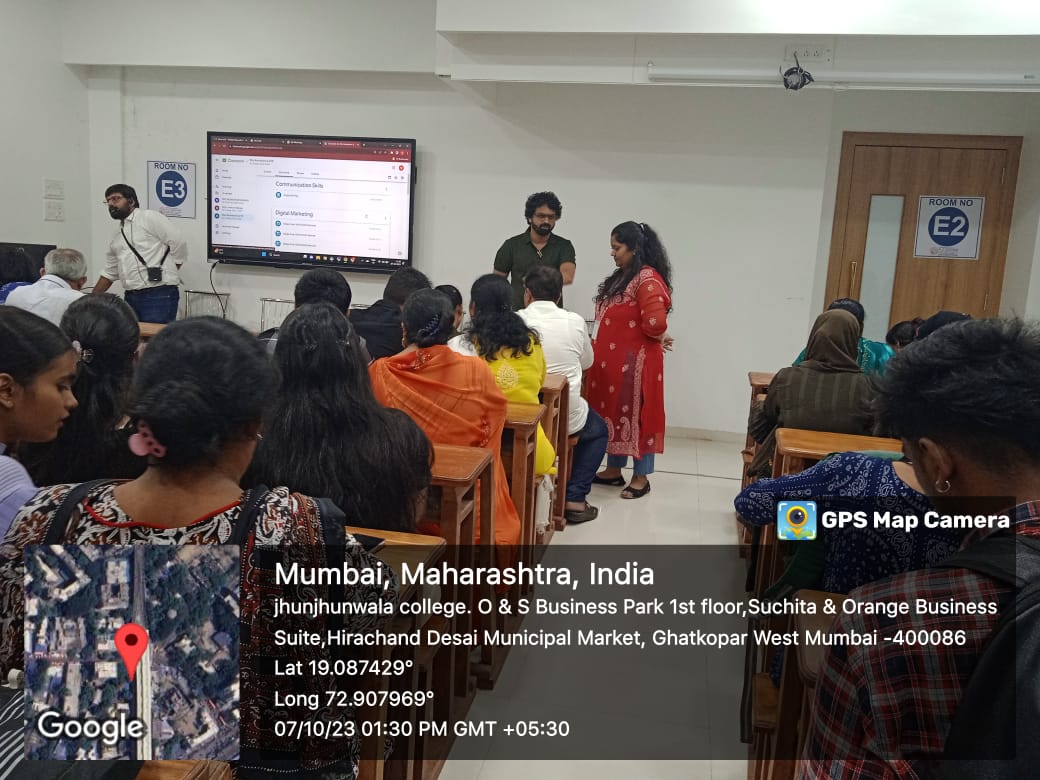 ROOM NO
E3
Classroom
Communication Skills
Digital Marketing
ROOM NO
E2
GPS Map Camera
Mumbai, Maharashtra, India
jhunjhunwala college. O & S Business Park 1st floor,Suchita & Orange Business
Suite,Hirachand Desai Municipal Market, Ghatkopar West Mumbai -400086
Lat 19.087429°
Long 72.907969°
07/10/23 01:30 PM GMT +05:30
Google